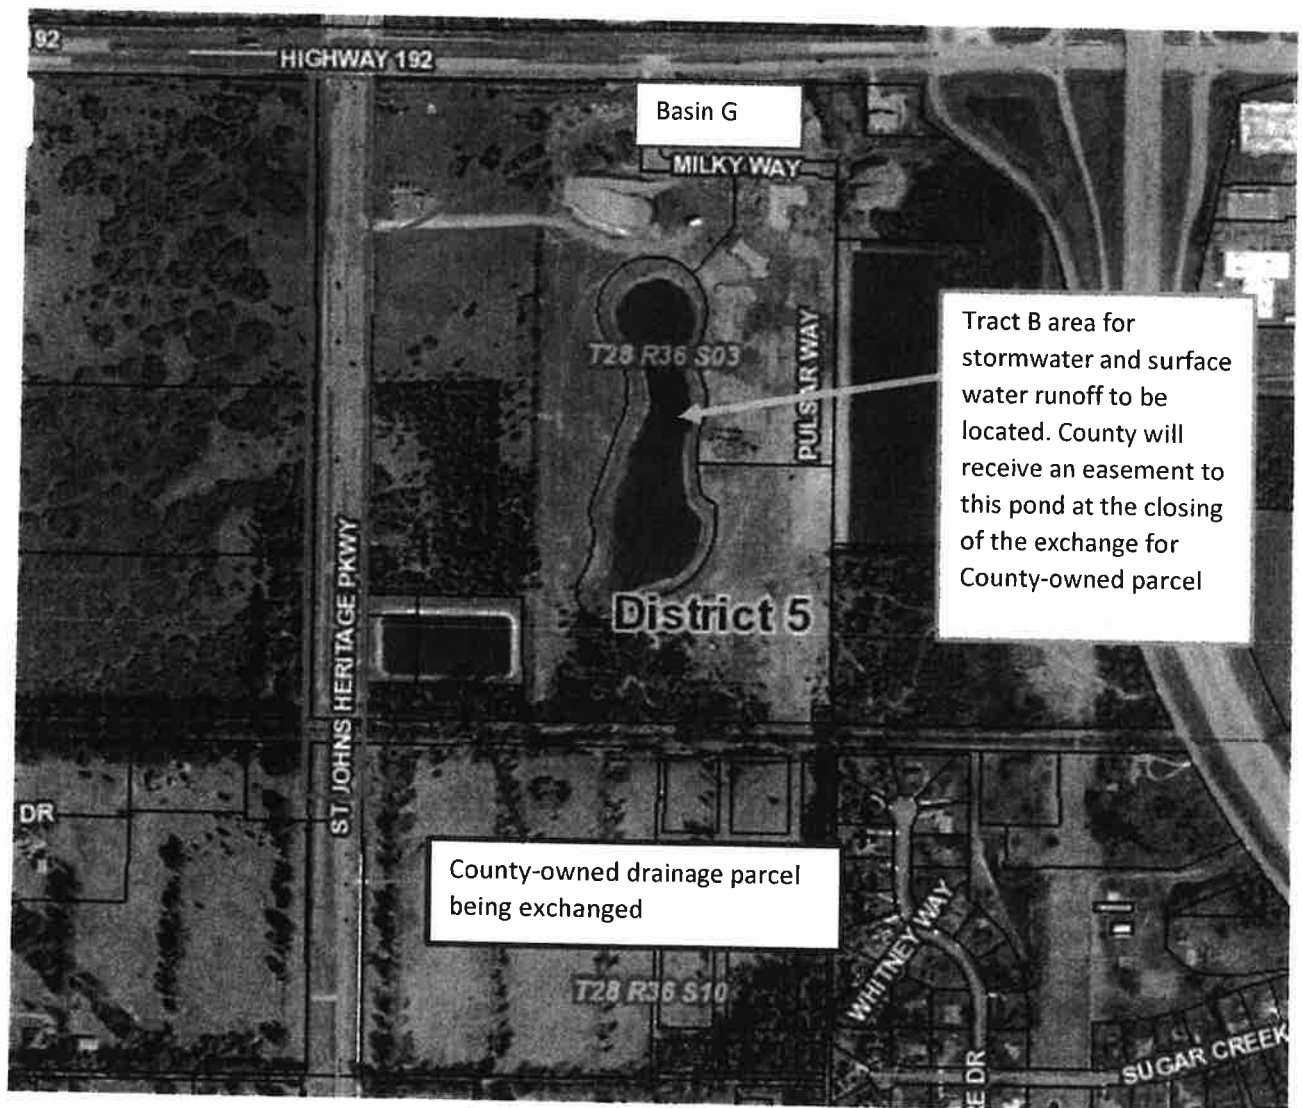 92
HIGHWAY 192
Basin G
MILKY WAY
Tract B area for
stormwater and surface
water runoff to be
located. County will
receive an easement to
this pond at the closing
of the exchange for
County-owned parcel
PULSAR WAY
T28 R36 S03
ST JOHNS HERITAGE PKWY
District 5
DR
County-owned drainage parcel
being exchanged
WHITNEY WAY
T28 R36 S10
SUGAR CREEK
E DR